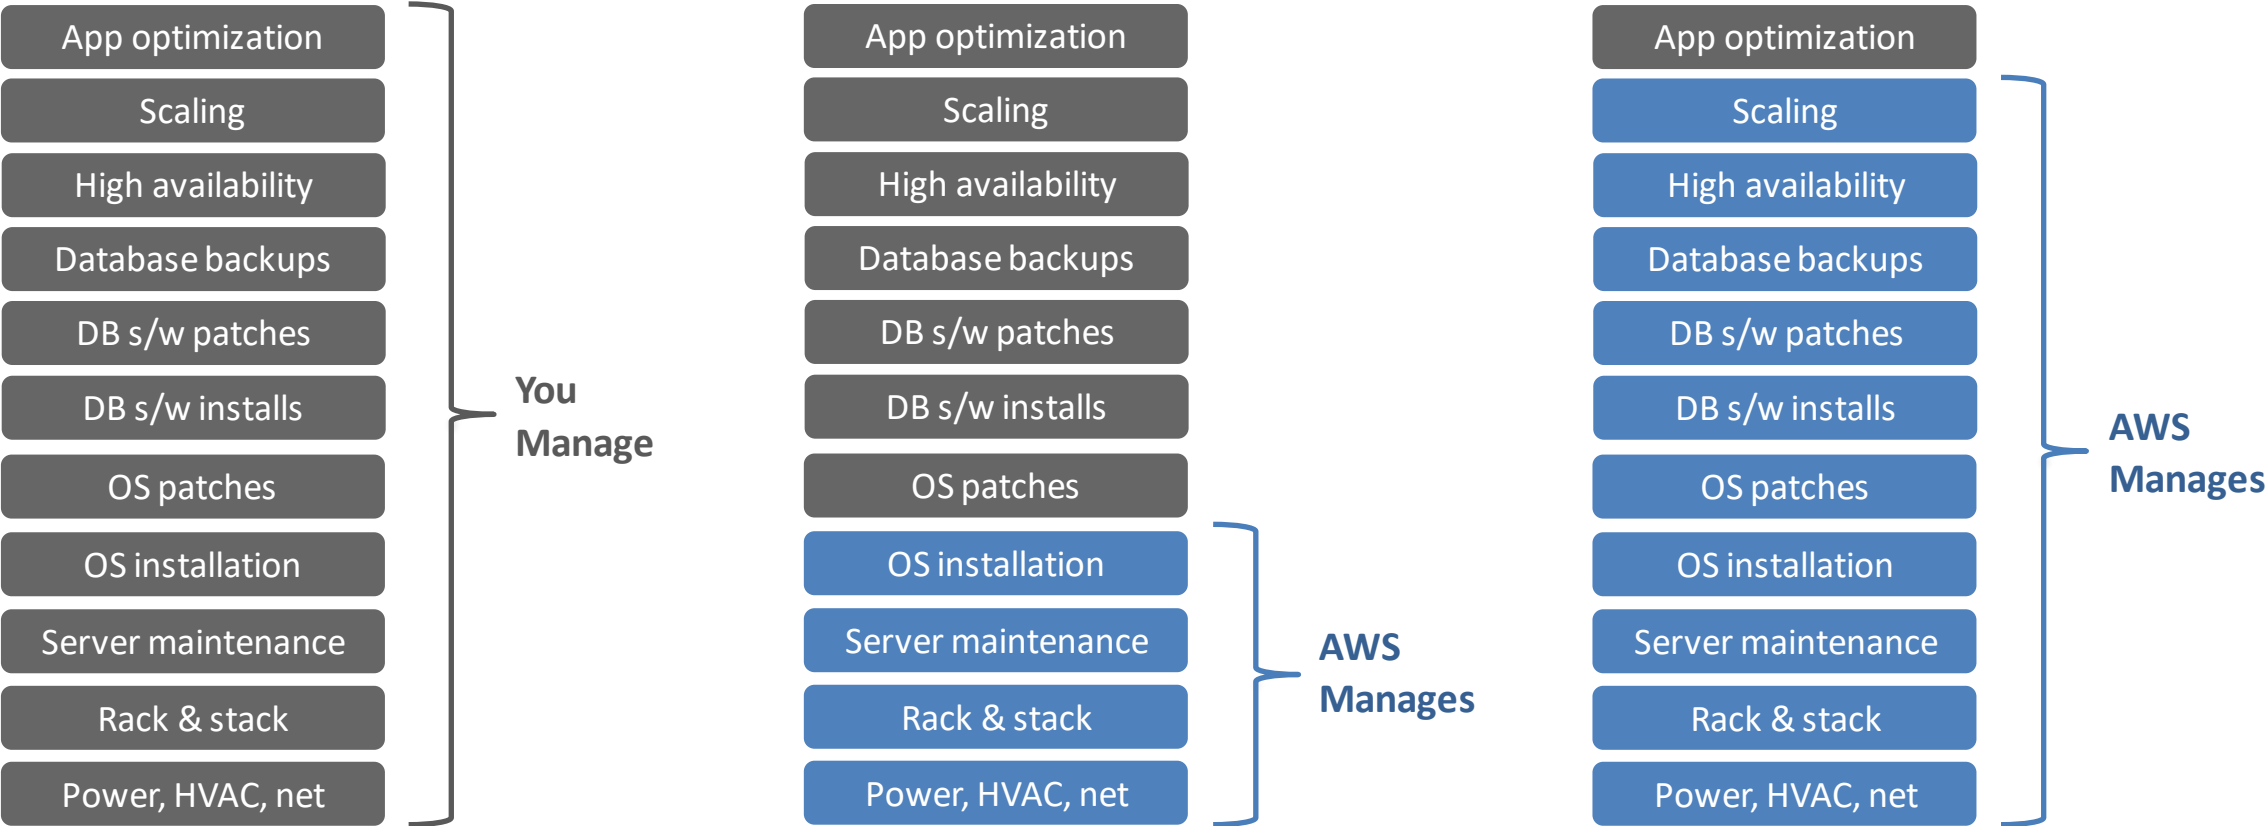 App optimization
Scaling
High availability
Database backups
DB s/w patches
DB s/w installs
OS patches
OS installation
Server maintenance
Rack & stack
Power, HVAC, net
You
Manage
App optimization
Scaling
High availability
Database backups
DB s/w patches
DB s/w installs
OS patches
OS installation
Server maintenance
Rack & stack
Power, HVAC, net
AWS
Manages
App optimization
Scaling
High availability
Database backups
DB s/w patches
DB s/w installs
OS patches
OS installation
Server maintenance
Rack & stack
Power, HVAC, net
AWS
Manages